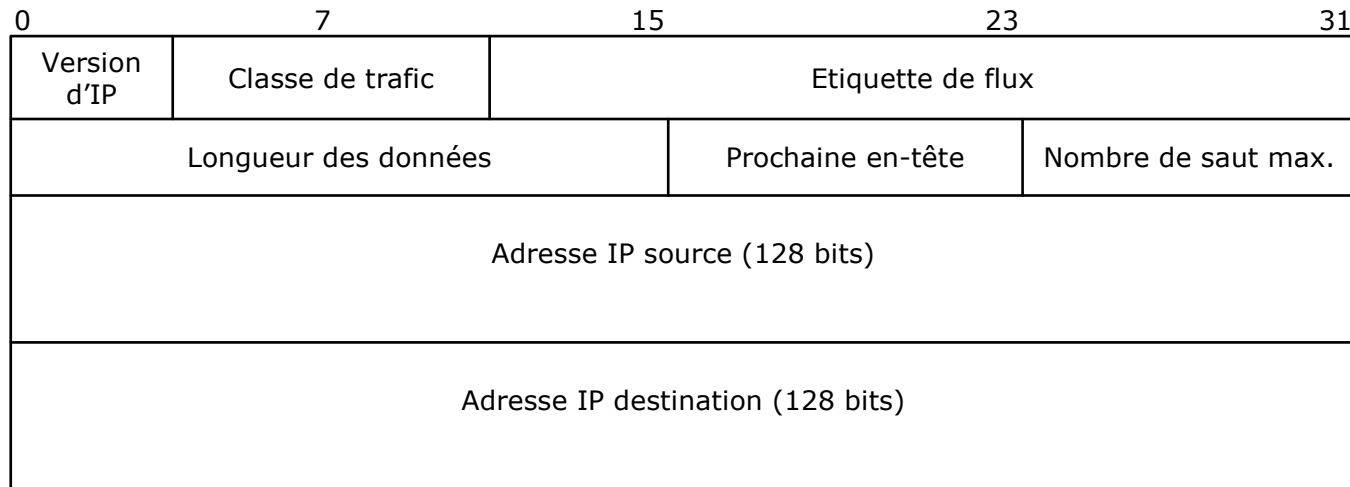 0 7 15 23 31
Version
d'IP
Classe de trafic
Etiquette de flux
Longueur des données
Prochaine en-tête
Nombre de saut max.
Adresse IP source (128 bits)
Adresse IP destination (128 bits)